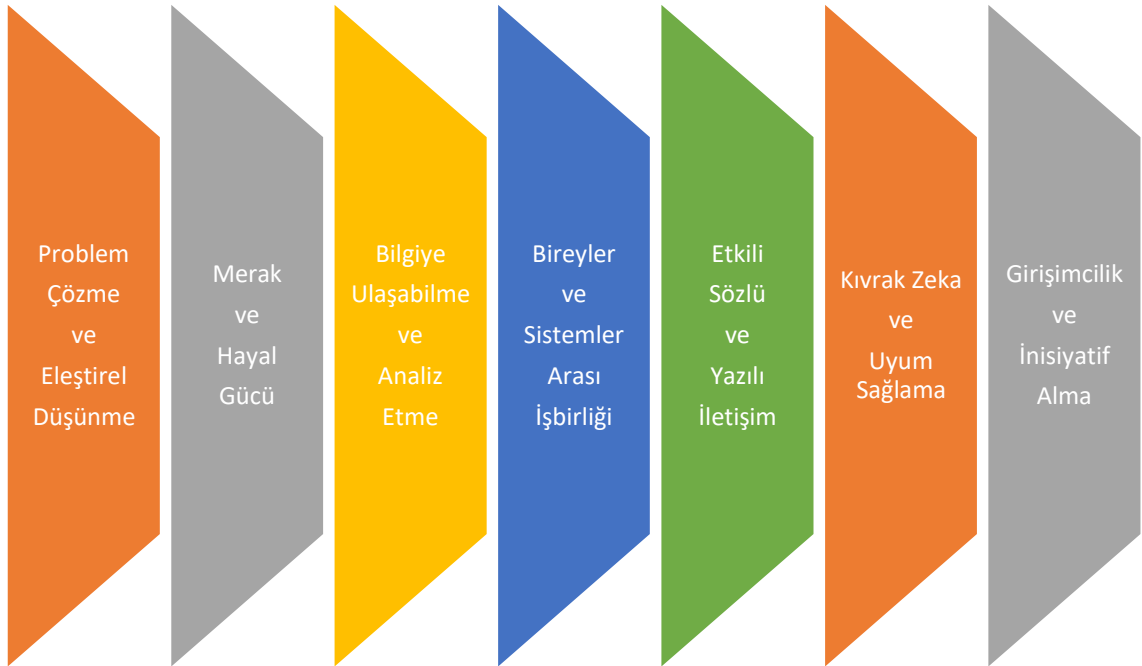 Problem
Çözme
ve
Eleştirel
Düşünme
Merak
ve
Hayal
Gücü
Bilgiye
Ulaşabilme
ve
Analiz
Etme
Bireyler
ve
Sistemler
Arası
İşbirliği
Etkili
Sözlü
ve
Yazılı
İletişim
Kıvrak Zeka
ve
Uyum
Sağlama
Girişimcilik
ve
İnisiyatif
Alma